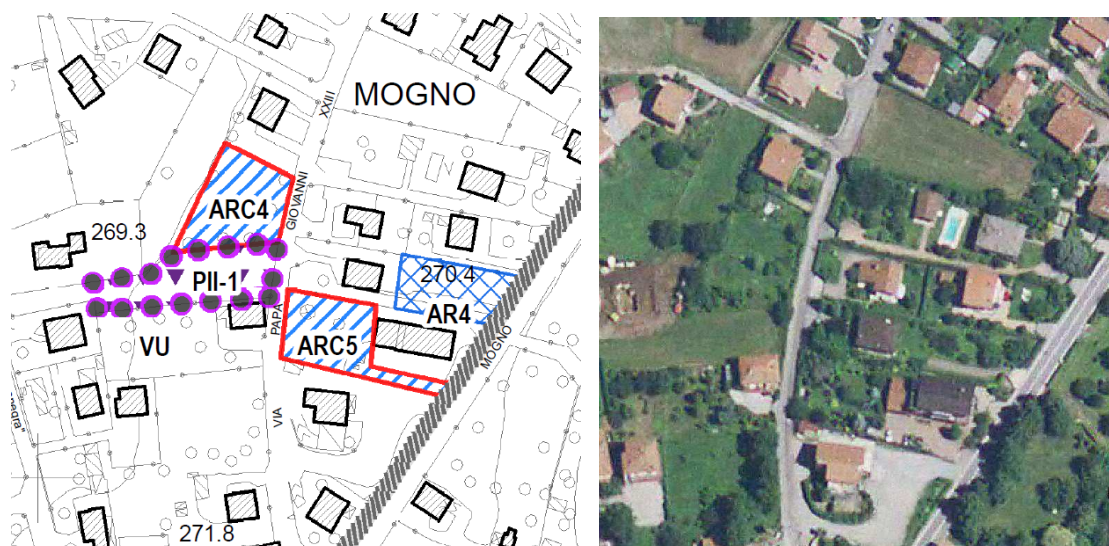 MOGNO
XXIII
GIOVANNI
ARC4
269.3
PII-1
270.4
AR4
PAPA
ARC5
MOGNO
VU
VIA
271.8